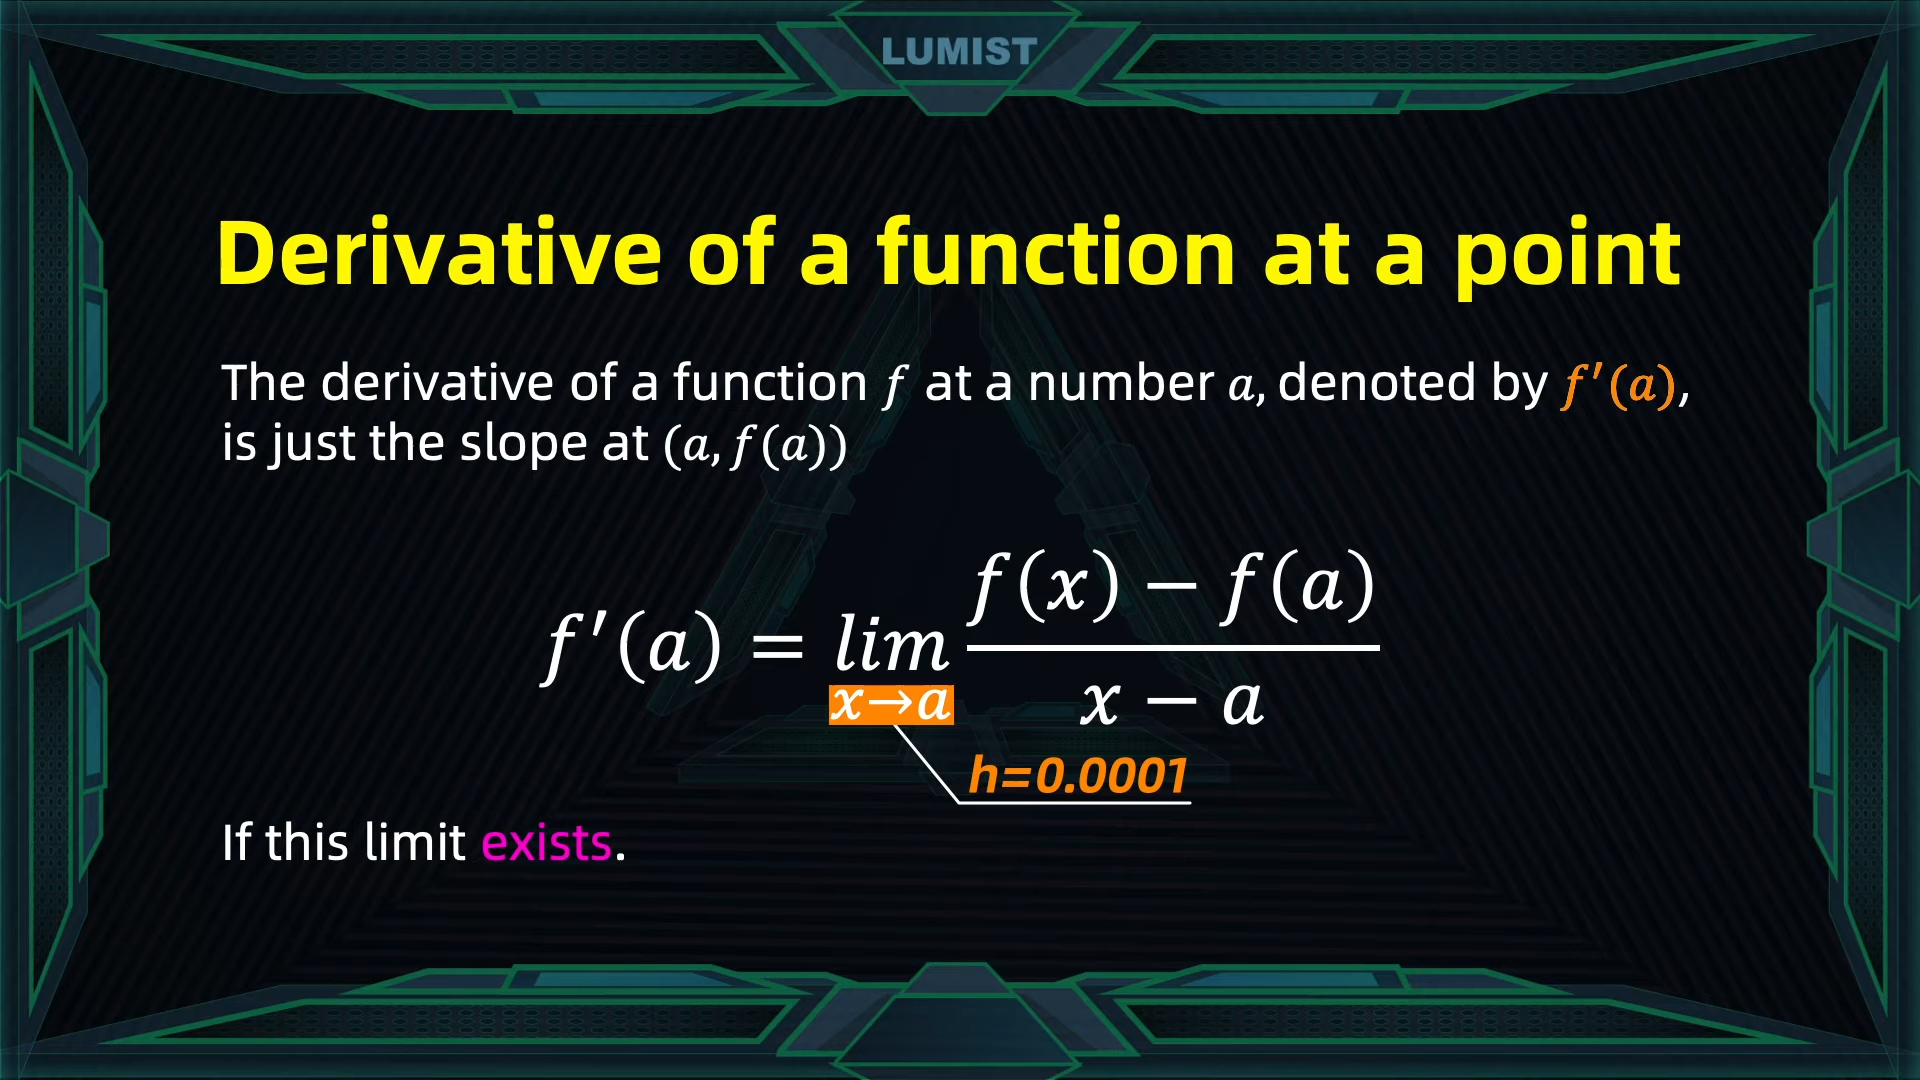 LUMIST
Derivative of a function at a point
The derivative of a function f at a number a, denoted by f′(a),
is just the slope at (a, f(a))
f′(a) = lim x→a (f(x) − f(a)) / (x − a)
h=0.0001
If this limit exists.